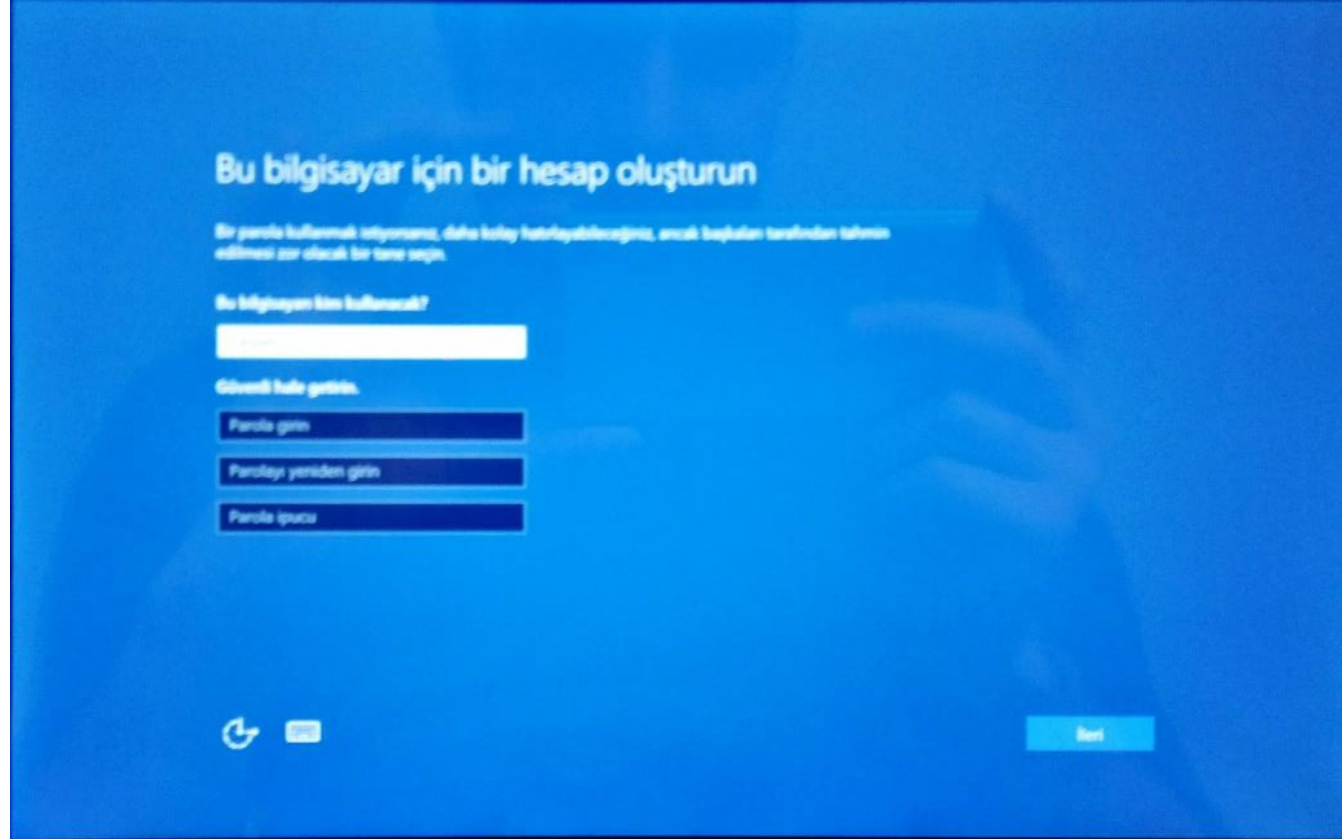 Bu bilgisayar için bir hesap oluşturun
Bir parola kullanmak istiyorsanız, daha kolay hatırlayabileceğiniz, ancak başkaları tarafından tahmin
edilmesi zor olacak bir tane seçin.
Bu bilgisayarı kim kullanacak?
Güvenli hale getirin.
Parola girin
Parolayı yeniden girin
Parola ipucu
İleri